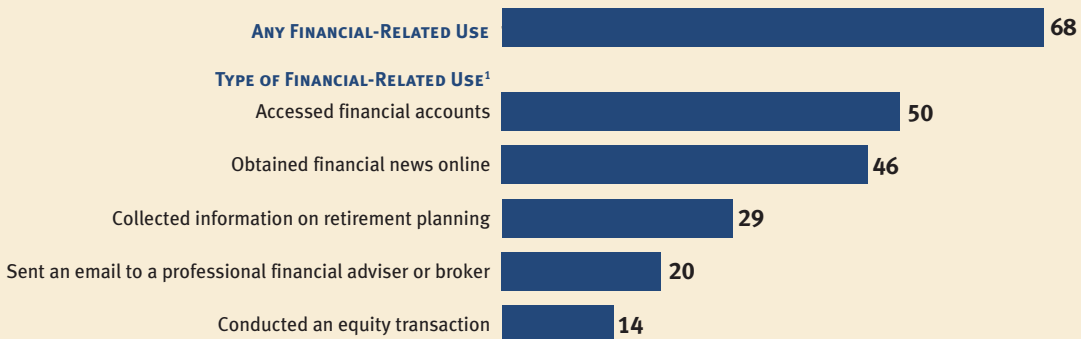 Any Financial-Related Use 68
Type of Financial-Related Use¹
Accessed financial accounts 50
Obtained financial news online 46
Collected information on retirement planning 29
Sent an email to a professional financial adviser or broker 20
Conducted an equity transaction 14